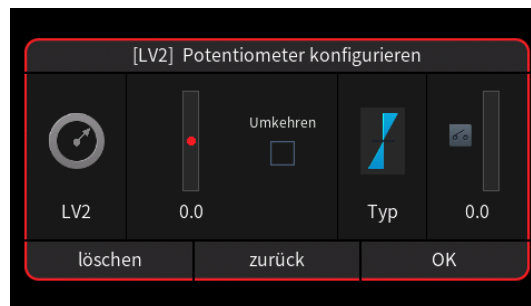 [LV2] Potentiometer konfigurieren
Umkehren
LV2
0.0
Typ
0.0
löschen
zurück
OK